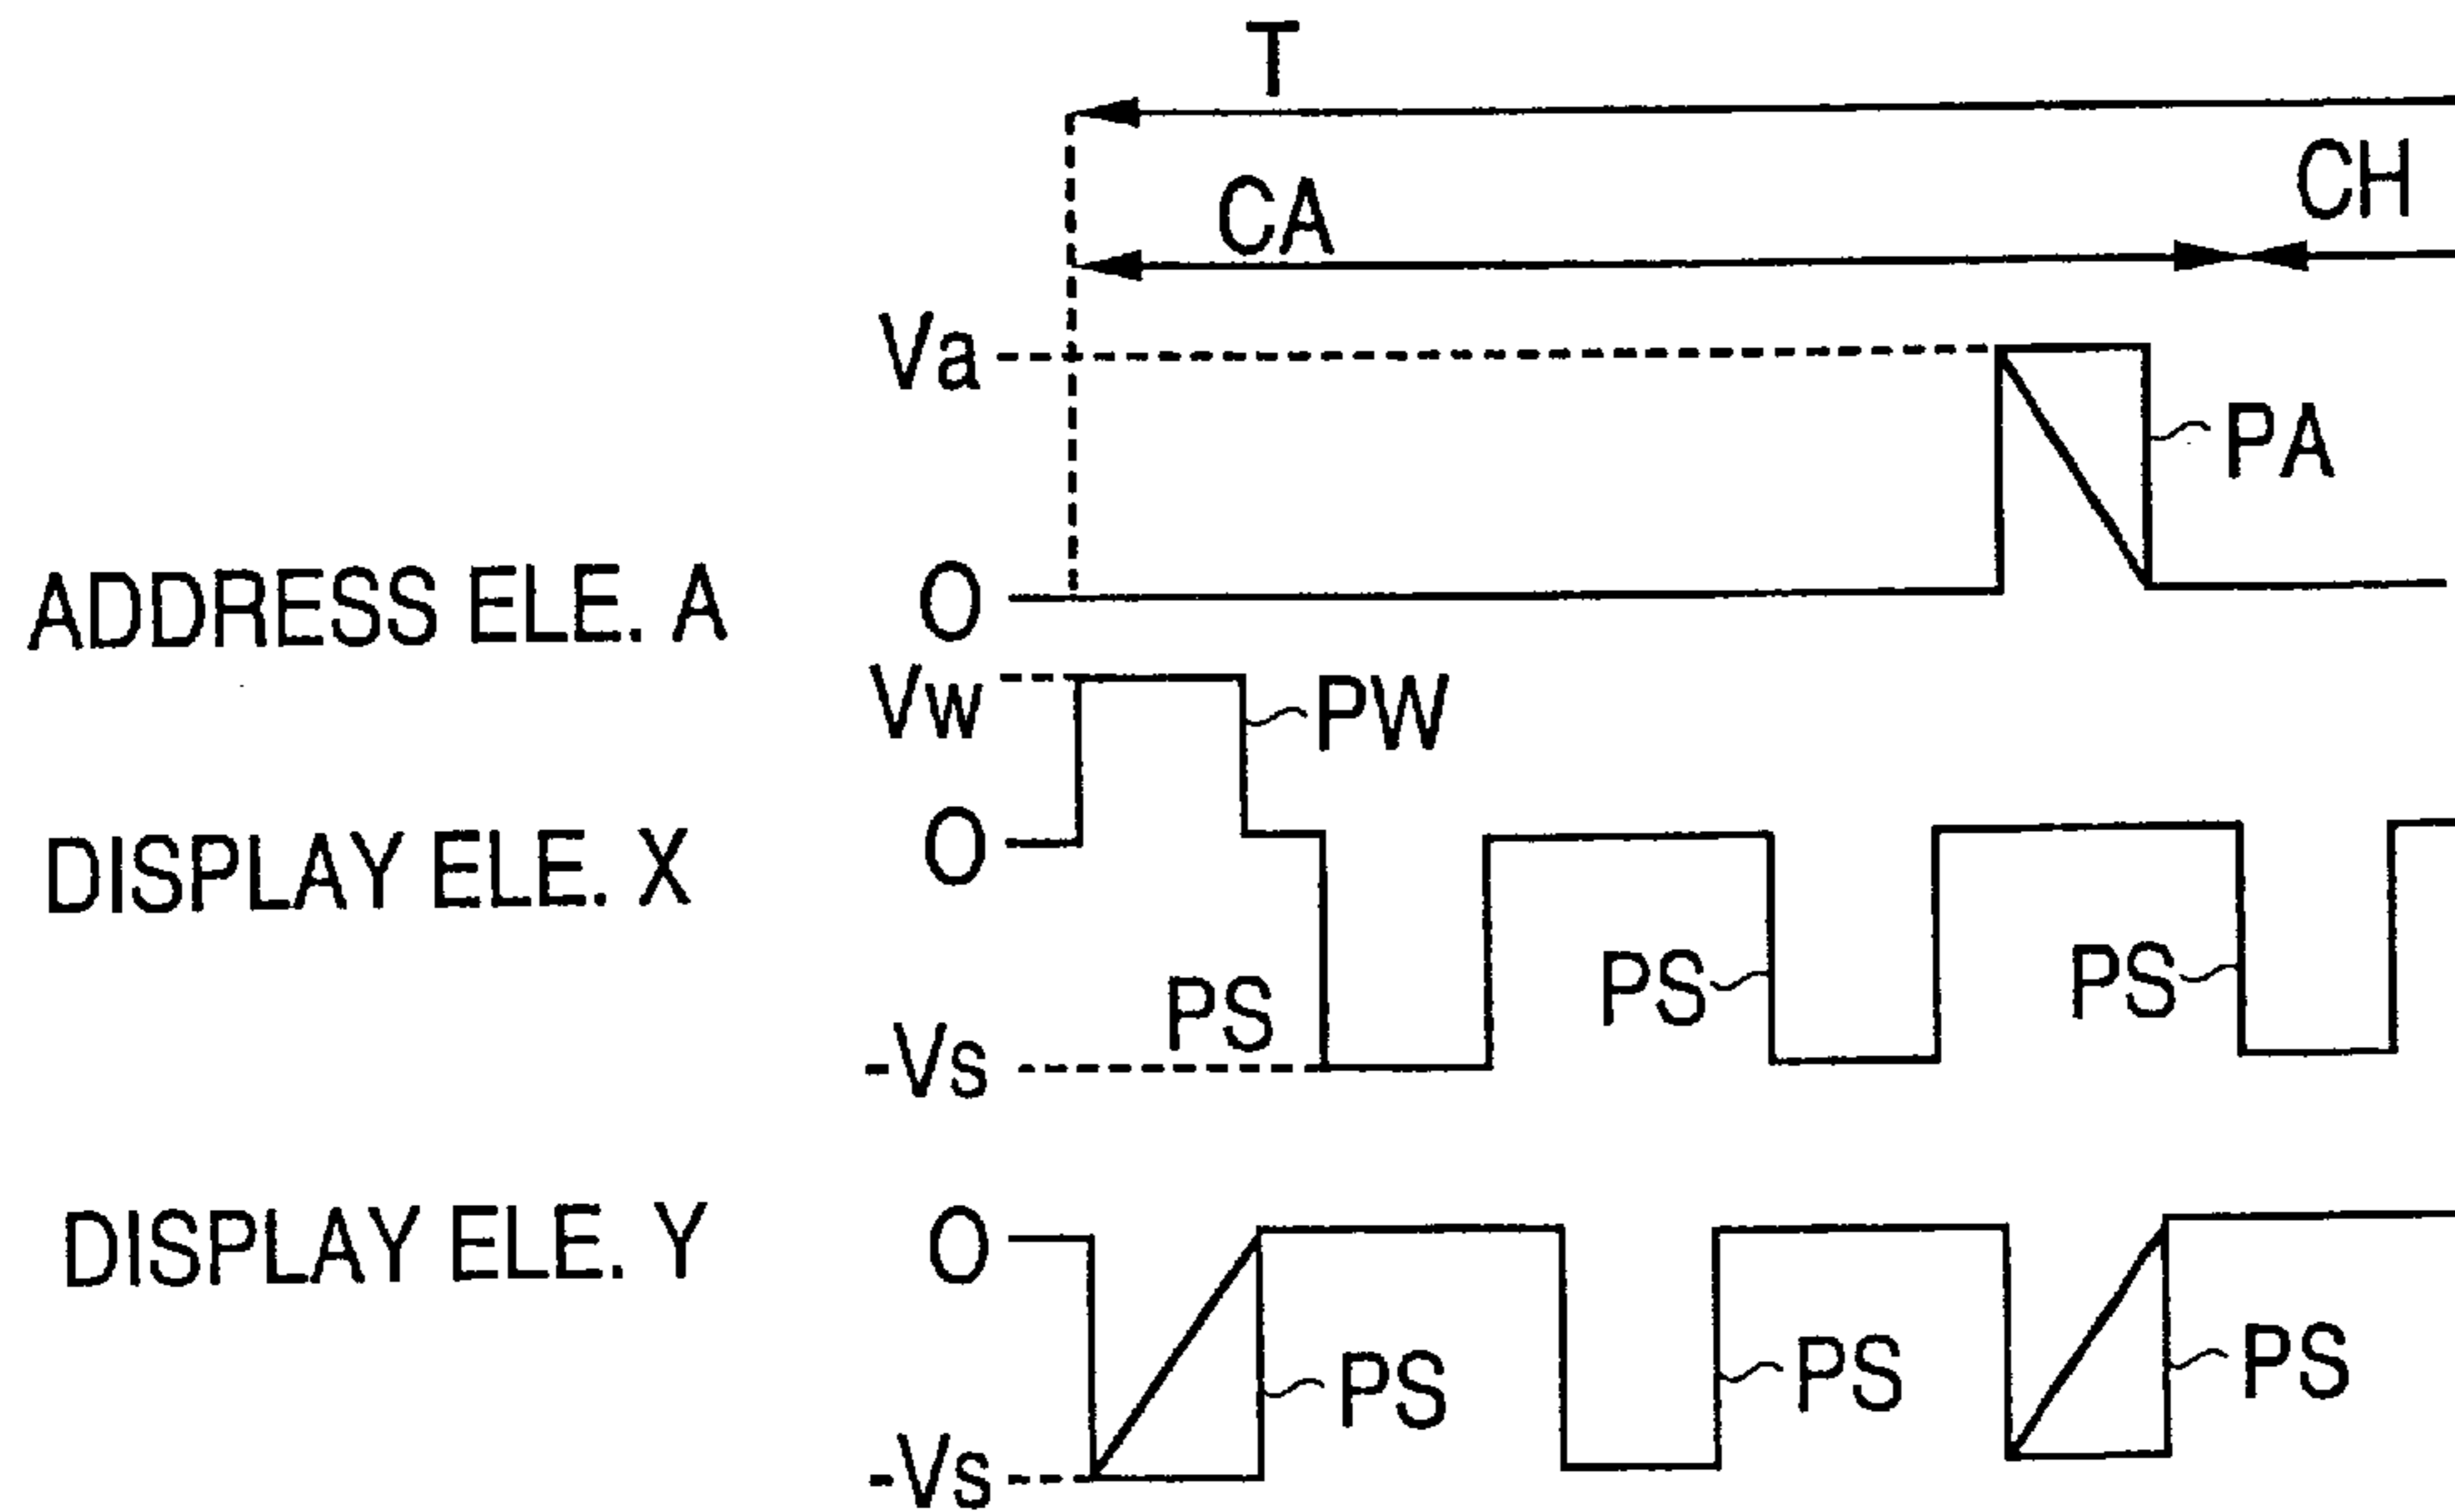 T
CH
CA
Va
PA
ADDRESS ELE. A
O
Vw
PW
O
DISPLAY ELE. X
PS
PS
PS
-Vs
DISPLAY ELE. Y
O
PS
PS
PS
-Vs